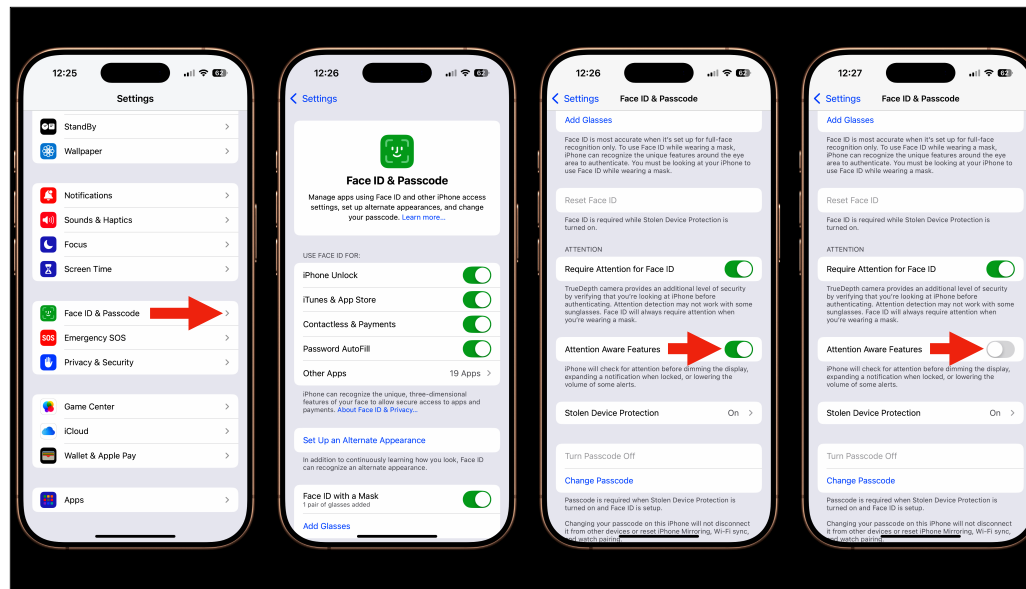 12:25
62
Settings
StandBy
Wallpaper
Notifications
Sounds & Haptics
Focus
Screen Time
Face ID & Passcode
SOS
Emergency SOS
Privacy & Security
Game Center
iCloud
Wallet & Apple Pay
Apps
12:26
62
Settings
Face ID & Passcode
Manage apps using Face ID and other iPhone access
settings, set up alternate appearances, and change
your passcode. Learn more...
USE FACE ID FOR:
iPhone Unlock
iTunes & App Store
Contactless & Payments
Password AutoFill
Other Apps
19 Apps
iPhone can recognize the unique, three-dimensional
features of your face to allow secure access to apps and
payments. About Face ID & Privacy...
Set Up an Alternate Appearance
In addition to continuously learning how you look, Face ID
can recognize an alternate appearance.
Face ID with a Mask
1 pair of glasses added
Add Glasses
12:26
62
Settings
Face ID & Passcode
Add Glasses
Face ID is most accurate when it's set up for full-face
recognition only. To use Face ID while wearing a mask,
iPhone can recognize the unique features around the eye
area to authenticate. You must be looking at your iPhone to
use Face ID while wearing a mask.
Reset Face ID
Face ID is required while Stolen Device Protection is
turned on.
ATTENTION
Require Attention for Face ID
TrueDepth camera provides an additional level of security
by verifying that you're looking at iPhone before
authenticating. Attention detection may not work with some
sunglasses. Face ID will always require attention when
you're wearing a mask.
Attention Aware Features
iPhone will check for attention before dimming the display,
expanding a notification when locked, or lowering the
volume of some alerts.
Stolen Device Protection
On
Turn Passcode Off
Change Passcode
Passcode is required when Stolen Device Protection is
turned on and Face ID is setup.
Changing your passcode on this iPhone will not disconnect
it from other devices or reset iPhone Mirroring, Wi-Fi sync,
and watch pairing.
12:27
62
Settings
Face ID & Passcode
Add Glasses
Face ID is most accurate when it's set up for full-face
recognition only. To use Face ID while wearing a mask,
iPhone can recognize the unique features around the eye
area to authenticate. You must be looking at your iPhone to
use Face ID while wearing a mask.
Reset Face ID
Face ID is required while Stolen Device Protection is
turned on.
ATTENTION
Require Attention for Face ID
TrueDepth camera provides an additional level of security
by verifying that you're looking at iPhone before
authenticating. Attention detection may not work with some
sunglasses. Face ID will always require attention when
you're wearing a mask.
Attention Aware Features
iPhone will check for attention before dimming the display,
expanding a notification when locked, or lowering the
volume of some alerts.
Stolen Device Protection
On
Turn Passcode Off
Change Passcode
Passcode is required when Stolen Device Protection is
turned on and Face ID is setup.
Changing your passcode on this iPhone will not disconnect
it from other devices or reset iPhone Mirroring, Wi-Fi sync,
and watch pairing.